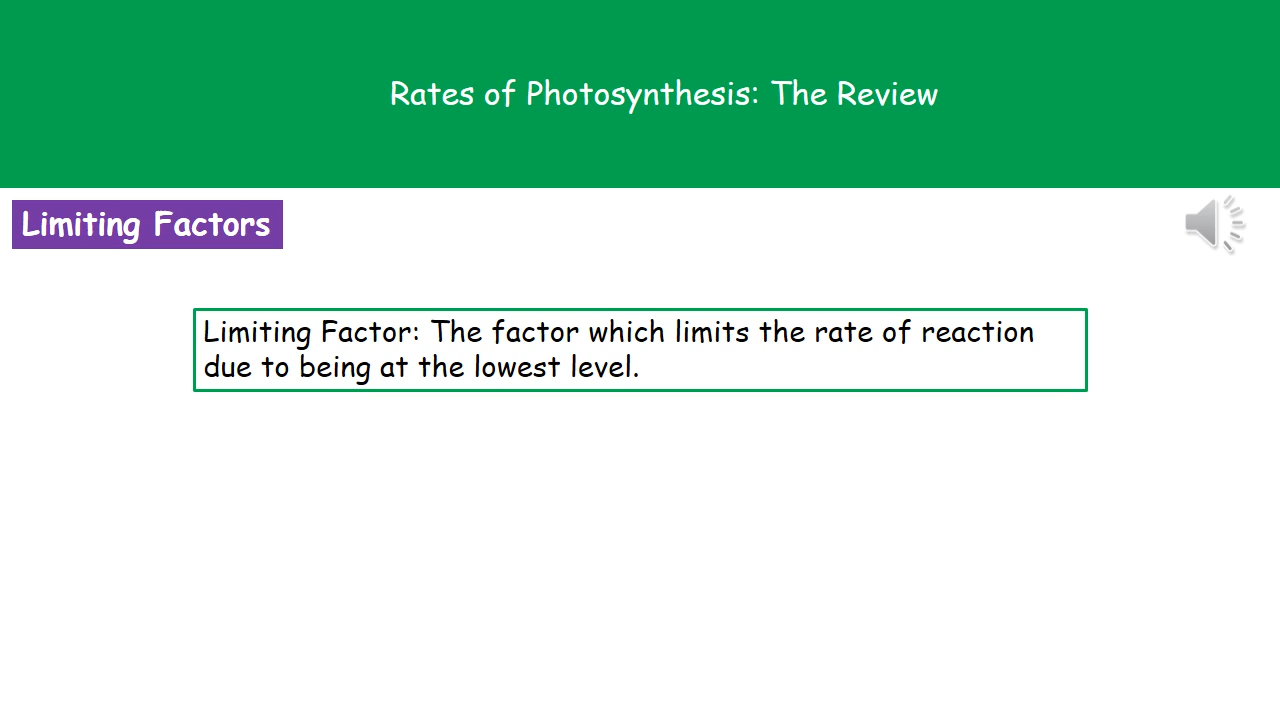 Rates of Photosynthesis: The Review
Limiting Factors
Limiting Factor: The factor which limits the rate of reaction
due to being at the lowest level.